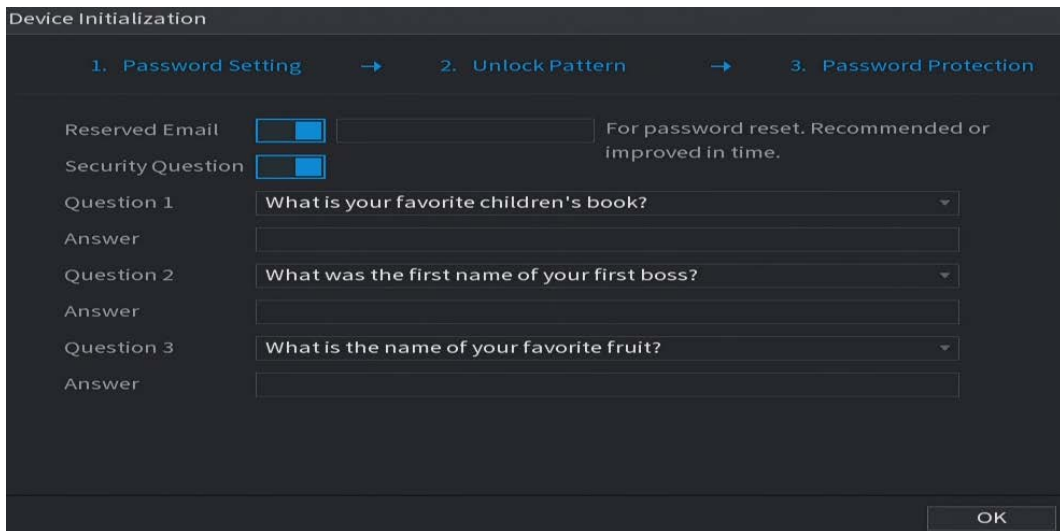 Device Initialization
1. Password Setting → 2. Unlock Pattern → 3. Password Protection
Reserved Email
For password reset. Recommended or
improved in time.
Security Question
Question 1 What is your favorite children's book?
Answer
Question 2 What was the first name of your first boss?
Answer
Question 3 What is the name of your favorite fruit?
Answer
OK